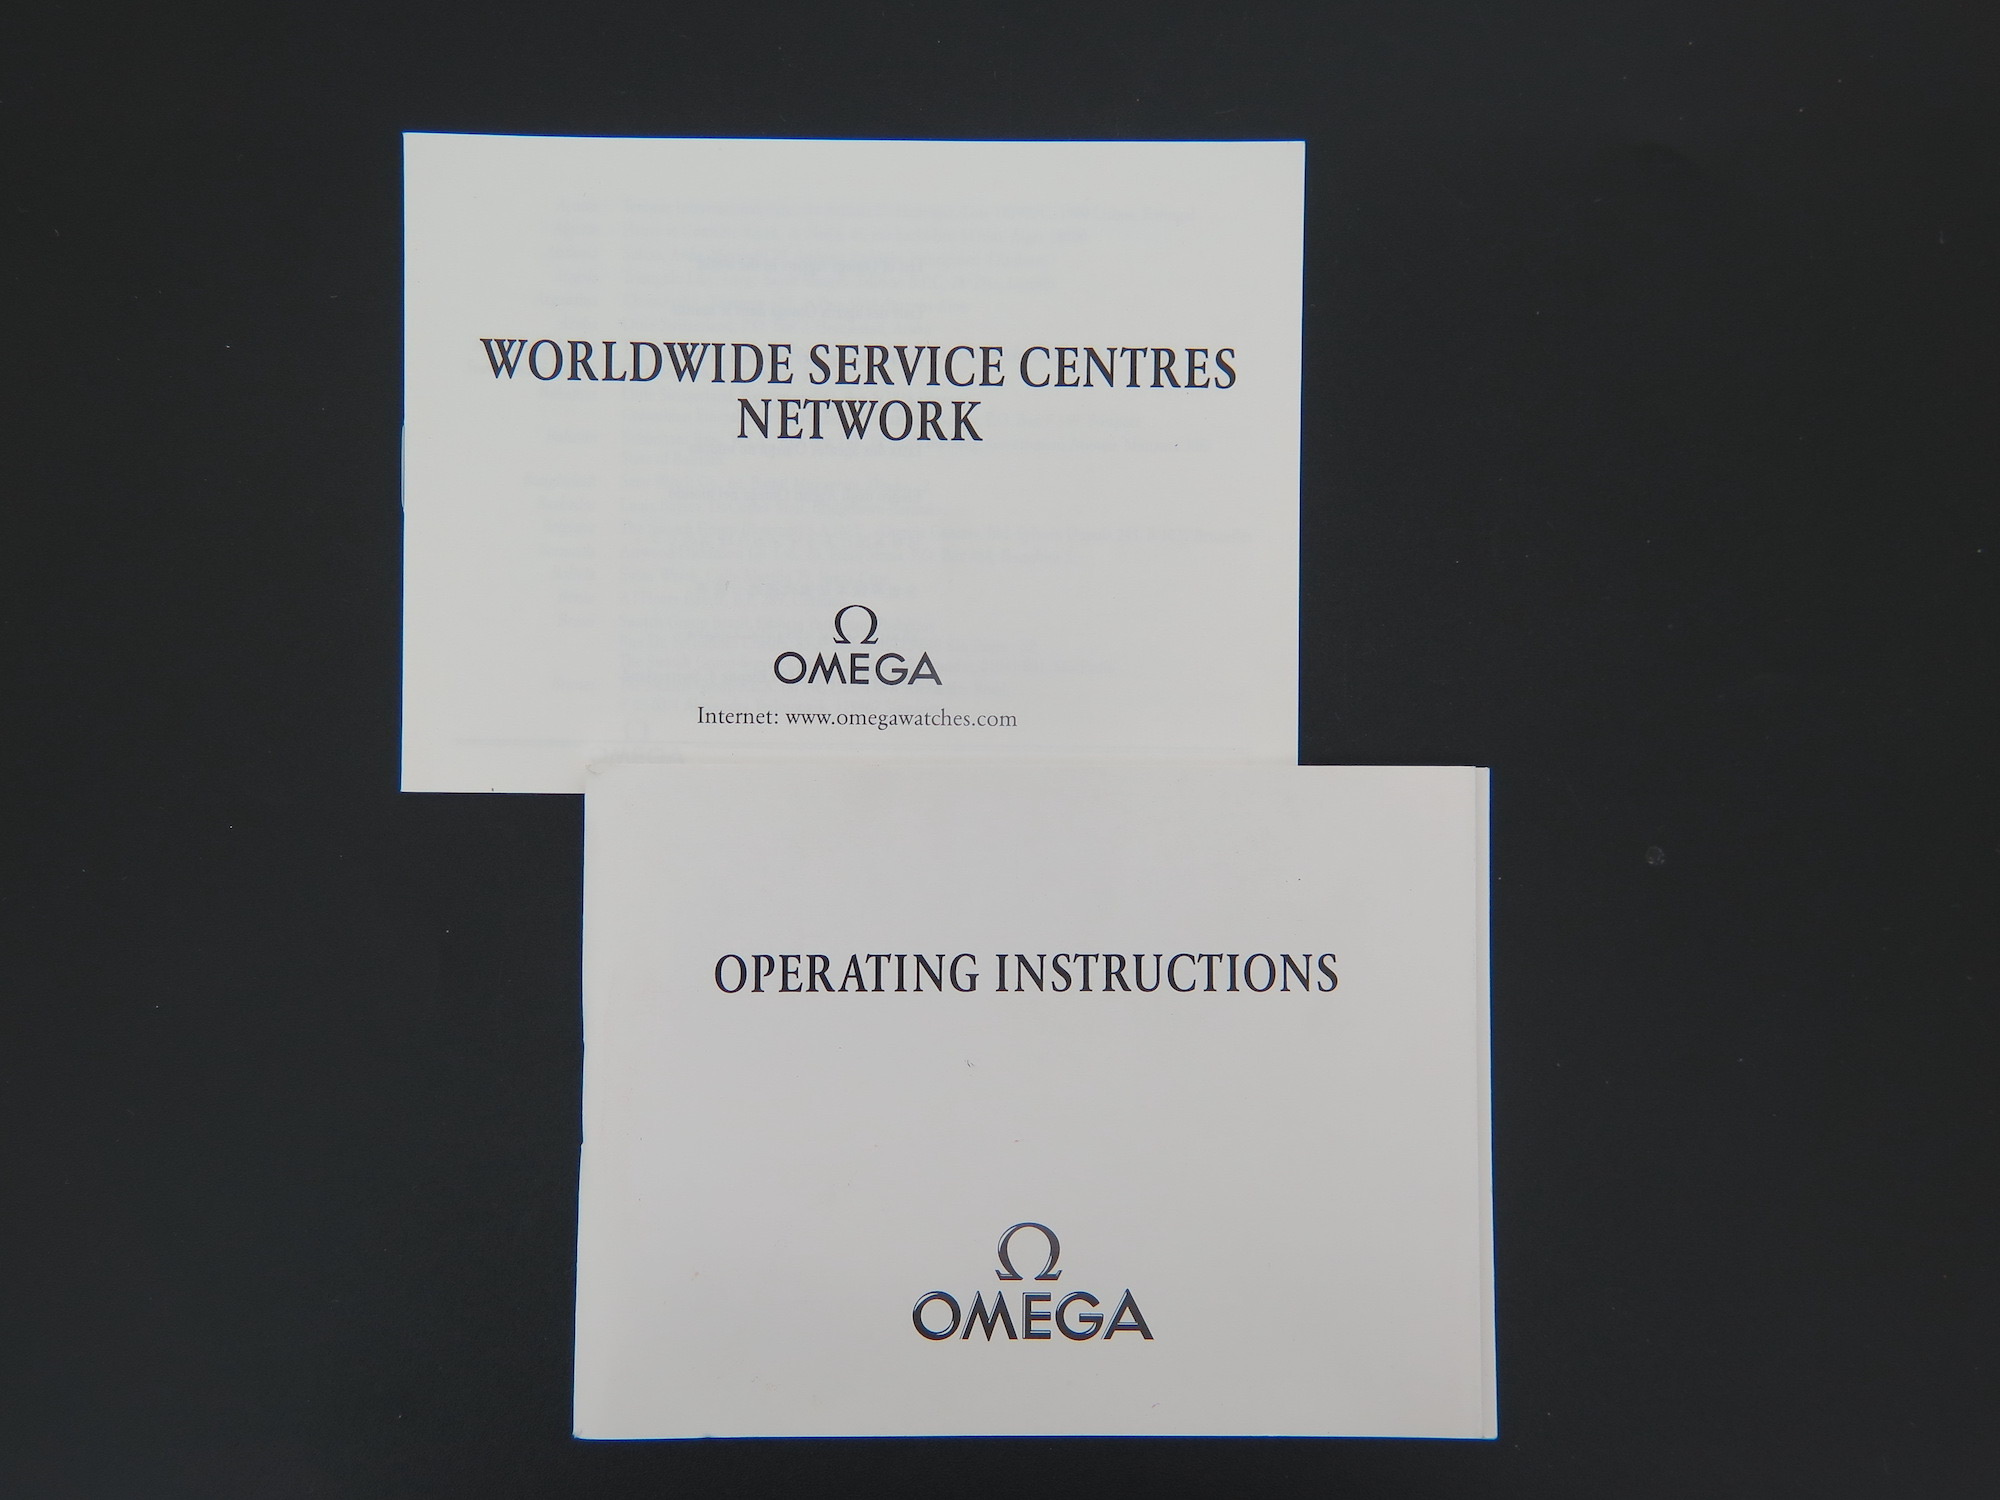 WORLDWIDE SERVICE CENTRES
NETWORK
Ω
OMEGA
Internet: www.omegawatches.com
OPERATING INSTRUCTIONS
Ω
OMEGA